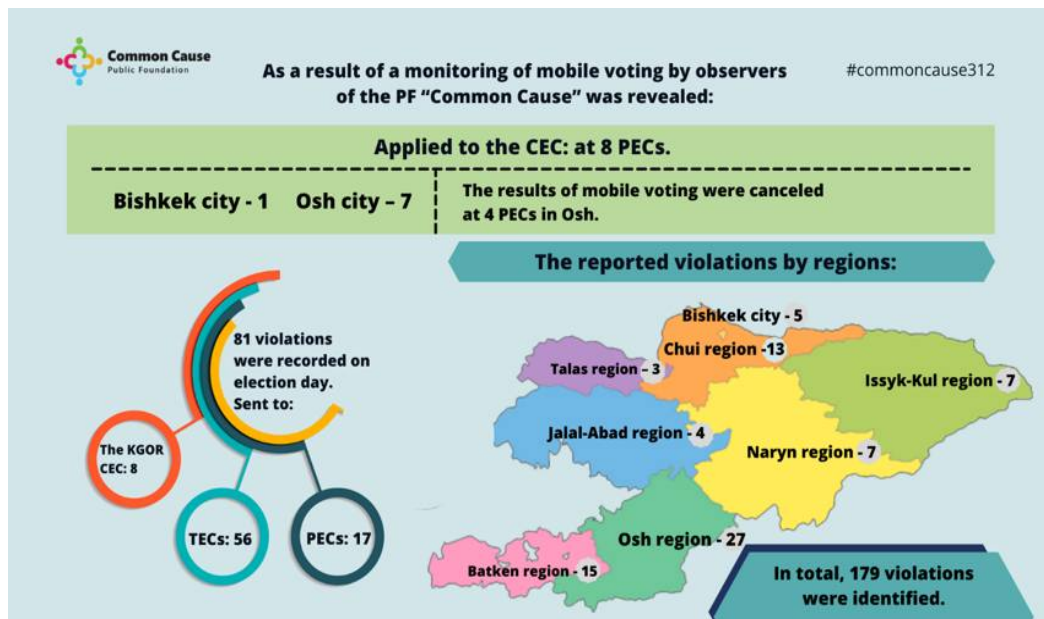 Common Cause
Public Foundation
As a result of a monitoring of mobile voting by observers
of the PF “Common Cause” was revealed:
#commoncause312
Applied to the CEC: at 8 PECs.
Bishkek city - 1 Osh city – 7
The results of mobile voting were canceled
at 4 PECs in Osh.
The reported violations by regions:
81 violations
were recorded on
election day.
Sent to:
The KGOR
CEC: 8
TECs: 56
PECs: 17
Bishkek city - 5
Chui region -13
Talas region – 3
Issyk-Kul region - 7
Jalal-Abad region - 4
Naryn region - 7
Osh region - 27
Batken region - 15
In total, 179 violations
were identified.